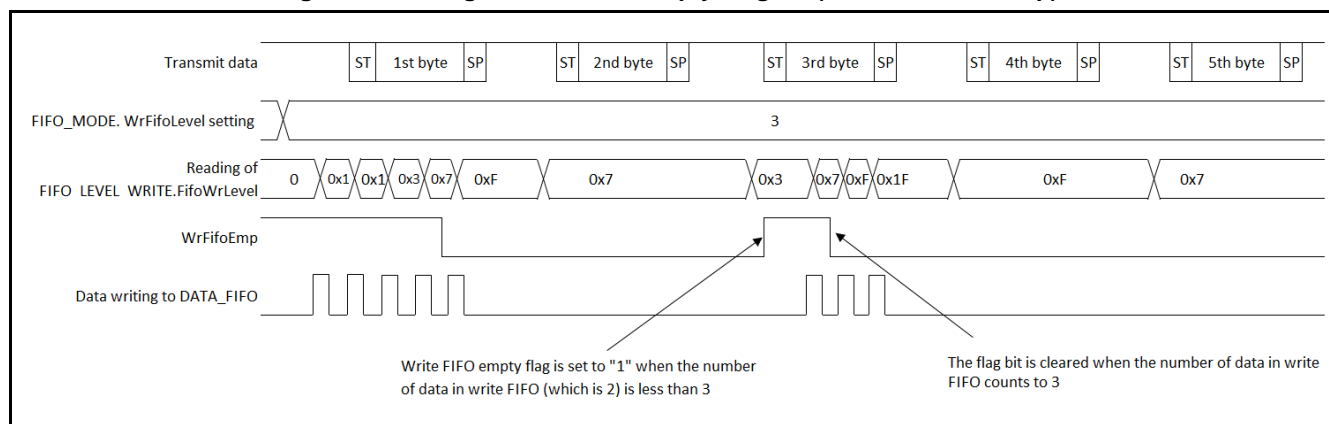 Transmit data ST 1st byte SP ST 2nd byte SP ST 3rd byte SP ST 4th byte SP ST 5th byte SP
FIFO_MODE. WrFifoLevel setting 3
Reading of
FIFO LEVEL WRITE.FifoWrLevel 0 0x1 0x1 0x3 0x7 0xF 0x7 0x3 0x7 0xF 0x1F 0xF 0x7
WrFifoEmp
Data writing to DATA_FIFO
Write FIFO empty flag is set to "1" when the number
of data in write FIFO (which is 2) is less than 3
The flag bit is cleared when the number of data in write
FIFO counts to 3